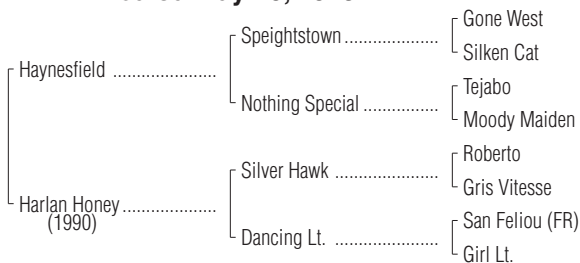 Gone West
Speightstown
Silken Cat
Haynesfield
Tejabo
Nothing Special
Moody Maiden
Roberto
Silver Hawk
Gris Vitesse
Harlan Honey
(1990)
San Feliou (FR)
Dancing Lt.
Girl Lt.